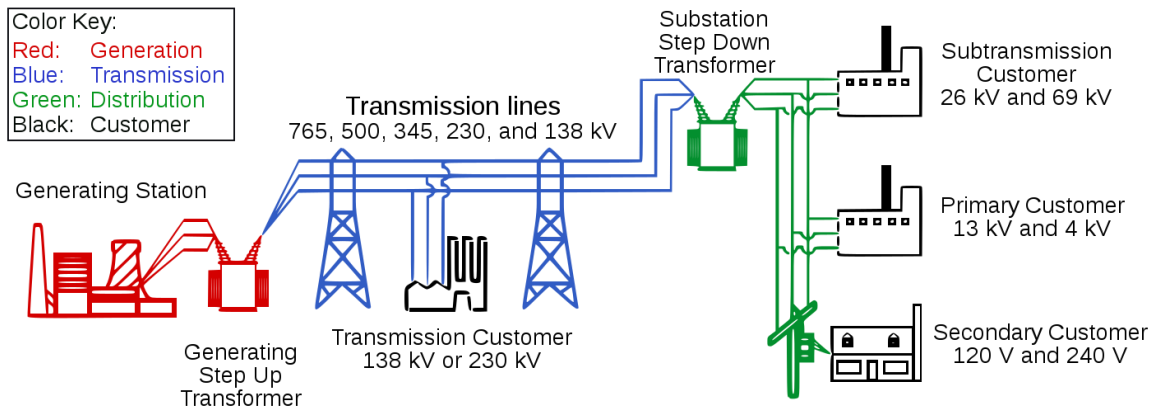 Color Key:
Red: Generation
Blue: Transmission
Green: Distribution
Black: Customer
Generating Station
Generating
Step Up
Transformer
Transmission lines
765, 500, 345, 230, and 138 kV
Transmission Customer
138 kV or 230 kV
Substation
Step Down
Transformer
Subtransmission
Customer
26 kV and 69 kV
Primary Customer
13 kV and 4 kV
Secondary Customer
120 V and 240 V